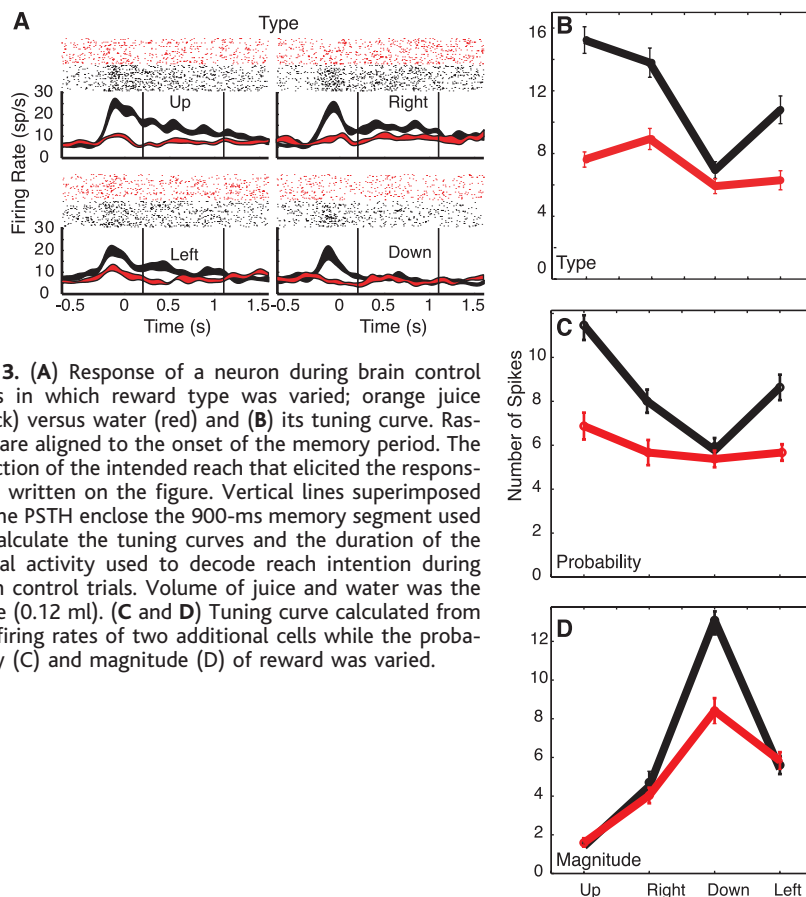 A
Type
Firing Rate (sp/s)
30
20
10
0
Up
Right
30
20
10
0
Left
Down
-0.5 0 0.5 1 1.5
-0.5 0 0.5 1 1.5
Time (s)
Time (s)
3. (A) Response of a neuron during brain control
s in which reward type was varied; orange juice
ck) versus water (red) and (B) its tuning curve. Ras-
are aligned to the onset of the memory period. The
ction of the intended reach that elicited the respons-
written on the figure. Vertical lines superimposed
he PSTH enclose the 900-ms memory segment used
alculate the tuning curves and the duration of the
al activity used to decode reach intention during
n control trials. Volume of juice and water was the
e (0.12 ml). (C and D) Tuning curve calculated from
firing rates of two additional cells while the proba-
y (C) and magnitude (D) of reward was varied.
B
16
12
8
4
0
Type
C
Number of Spikes
10
8
6
4
2
0
Probability
D
12
10
8
6
4
2
0
Magnitude
Up Right Down Left